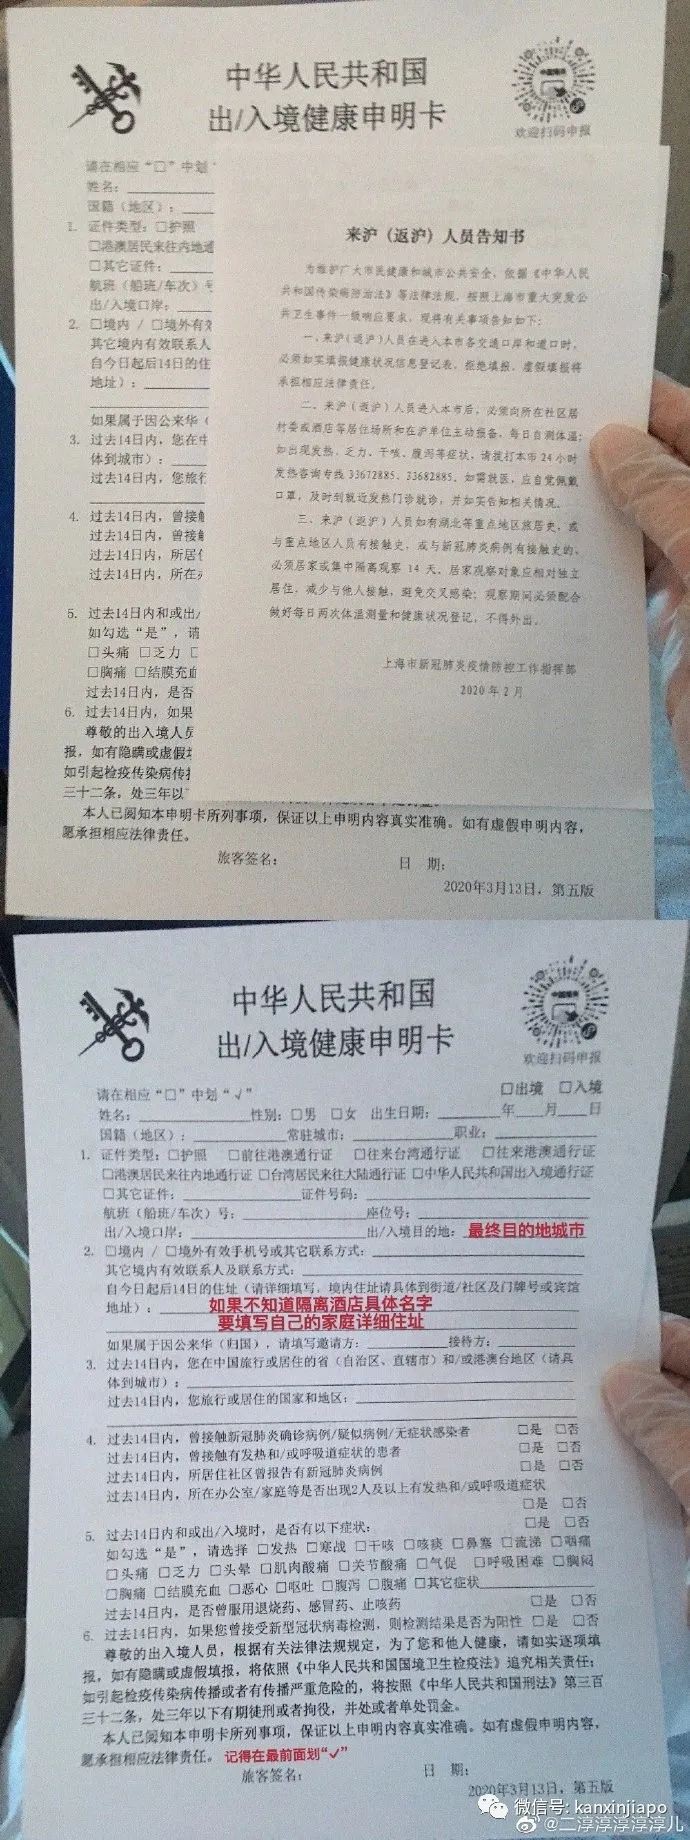 中华人民共和国
出/入境健康申明卡
欢迎扫码申报
请在相应“□”中划“
姓名：
国籍（地区）：
1. 证件类型：□护照
□港澳居民来往内地通
□其它证件：
航班（船班/车次）号
出/入境口岸：
2. □境内 / □境外有效
其它境内有效联系人
自今日起后14日的住
地址）：
如果属于因公来华（
3. 过去14日内，您在中
体到城市）：
过去14日内，您旅行
4. 过去14日内，曾接触
过去14日内，曾接触
过去14日内，所居住
过去14日内，所在办
5. 过去14日内和或出/
如勾选“是”，请
□头痛 □乏力 □
□胸痛 □结膜充血
过去14日内，是否
6. 过去14日内，如果
尊敬的出入境人员
报，如有隐瞒或虚假填
如引起检疫传染病传播
三十二条，处三年以
本人已阅知本申明卡所列事项，保证以上申明内容真实准确。如有虚假申明内容，
愿承担相应法律责任。
旅客签名： 日 期：
2020年3月13日，第五版
来沪（返沪）人员告知书
为维护广大市民健康和城市公共安全，依据《中华人民
共和国传染病防治法》等法律法规，按照上海市重大突发公
共卫生事件一级响应要求，现将有关事项告知如下：
一、来沪（返沪）人员在进入本市各交通口岸和道口时，
必须如实填报健康状况信息登记表，拒绝填报、虚假填报将
承担相应法律责任。
二、来沪（返沪）人员进入本市后，必须向所在社区居
村委或酒店等居住场所和在沪单位主动报备，每日自测体温；
如出现发热、乏力、干咳、腹泻等症状，请拨打本市24小时
发热咨询专线 33672885、33682885。如需就医，应自觉佩戴
口罩，及时到就近发热门诊就诊，并如实告知相关情况。
三、来沪（返沪）人员如有湖北等重点地区旅居史，或
与重点地区人员有接触史，或与新冠肺炎病例有接触史的，
必须居家或集中隔离观察 14 天。居家观察对象应相对独立
居住，减少与他人接触，避免交叉感染；观察期间必须配合
做好每日两次体温测量和健康状况登记，不得外出。
上海市新冠肺炎疫情防控工作指挥部
2020 年 2 月
中华人民共和国
出/入境健康申明卡
欢迎扫码申报
请在相应“□”中划“√” □出境 □入境
姓名： 性别：□男 □女 出生日期： 年 月 日
国籍（地区）： 常驻城市： 职业：
1. 证件类型：□护照 □前往港澳通行证 □往来台湾通行证 □往来港澳通行证
□港澳居民来往内地通行证 □台湾居民来往大陆通行证 □中华人民共和国出入境通行证
□其它证件： 证件号码：
航班（船班/车次）号： 座位号：
出/入境口岸： 出/入境目的地：最终目的地城市
2. □境内 / □境外有效手机号或其它联系方式：
其它境内有效联系人及联系方式：
自今日起后14日的住址（请详细填写，境内住址请具体到街道/社区及门牌号或宾馆
地址）：如果不知道隔离酒店具体名字
要填写自己的家庭详细住址
如果属于因公来华（归国），请填写邀请方： 接待方：
3. 过去14日内，您在中国旅行或居住的省（自治区、直辖市）和/或港澳台地区（请具
体到城市）：
过去14日内，您旅行或居住的国家和地区：
4. 过去14日内，曾接触新冠肺炎确诊病例/疑似病例/无症状感染者 □是 □否
过去14日内，曾接触有发热和/或呼吸道症状的患者 □是 □否
过去14日内，所居住社区曾报告有新冠肺炎病例 □是 □否
过去14日内，所在办公室/家庭等是否出现2人及以上有发热和/或呼吸道症状
□是 □否
5. 过去14日内和或出/入境时，是否有以下症状： □是 □否
如勾选“是”，请选择 □发热 □寒战 □干咳 □咳痰 □鼻塞 □流涕 □咽痛
□头痛 □乏力 □头晕 □肌肉酸痛 □关节酸痛 □气促 □呼吸困难 □胸闷
□胸痛 □结膜充血 □恶心 □呕吐 □腹泻 □腹痛 □其它症状
过去14日内，是否曾服用退烧药、感冒药、止咳药 □是 □否
6. 过去14日内，如果您曾接受新型冠状病毒检测，则检测结果是否为阳性 □是 □否
尊敬的出入境人员，根据有关法律法规规定，为了您和他人健康，请如实逐项填
报，如有隐瞒或虚假填报，将依照《中华人民共和国国境卫生检疫法》追究相关责任；
如引起检疫传染病传播或者有传播严重危险的，将按照《中华人民共和国刑法》第三百
三十二条，处三年以下有期徒刑或者拘役，并处或者单处罚金。
本人已阅知本申明卡所列事项，保证以上申明内容真实准确。如有虚假申明内容，
愿承担相应法律责任。 记得在最前面划“√”
旅客签名： 日 期：
2020年3月13日，第五版
微信号: kanxinjiapo
@二淳淳淳淳淳儿